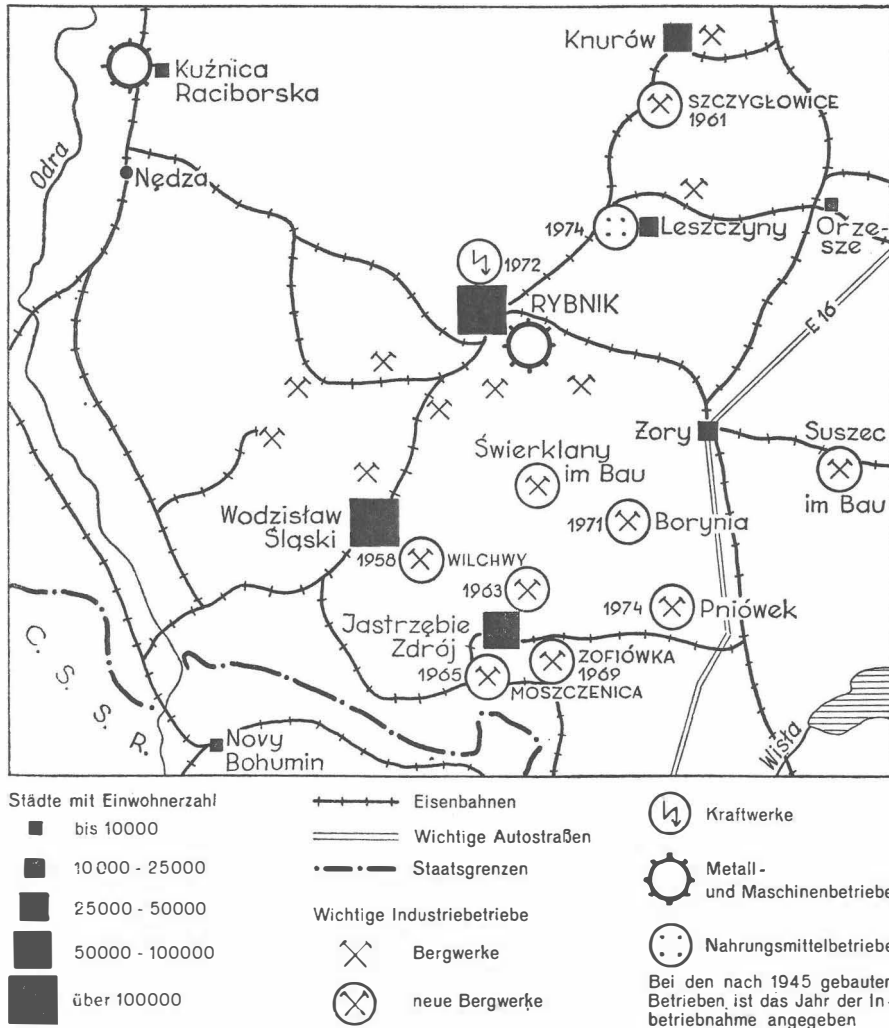 Knurów
Kuźnica
Raciborska
SZCZYGŁOWICE
1961
Odra
Nędza
1974
Leszczyny
Orze-
sze
1972
RYBNIK
E 16
Żory
Suszec
im Bau
Świerklany
im Bau
Wodzisław
Śląski
1971
Borynia
1958
WILCHWY
1963
1974
Pniówek
Jastrzębie
Zdrój
ZOFIÓWKA
1969
1965
MOSZCZENICA
C. S. S. R.
Novy
Bohumin
Wisła
Städte mit Einwohnerzahl
bis 10000
10000 - 25000
25000 - 50000
50000 - 100000
über 100000
Eisenbahnen
Wichtige Autostraßen
Staatsgrenzen
Wichtige Industriebetriebe
Bergwerke
neue Bergwerke
Kraftwerke
Metall-
und Maschinenbetriebe
Nahrungsmittelbetriebe
Bei den nach 1945 gebauten
Betrieben ist das Jahr der In-
betriebnahme angegeben